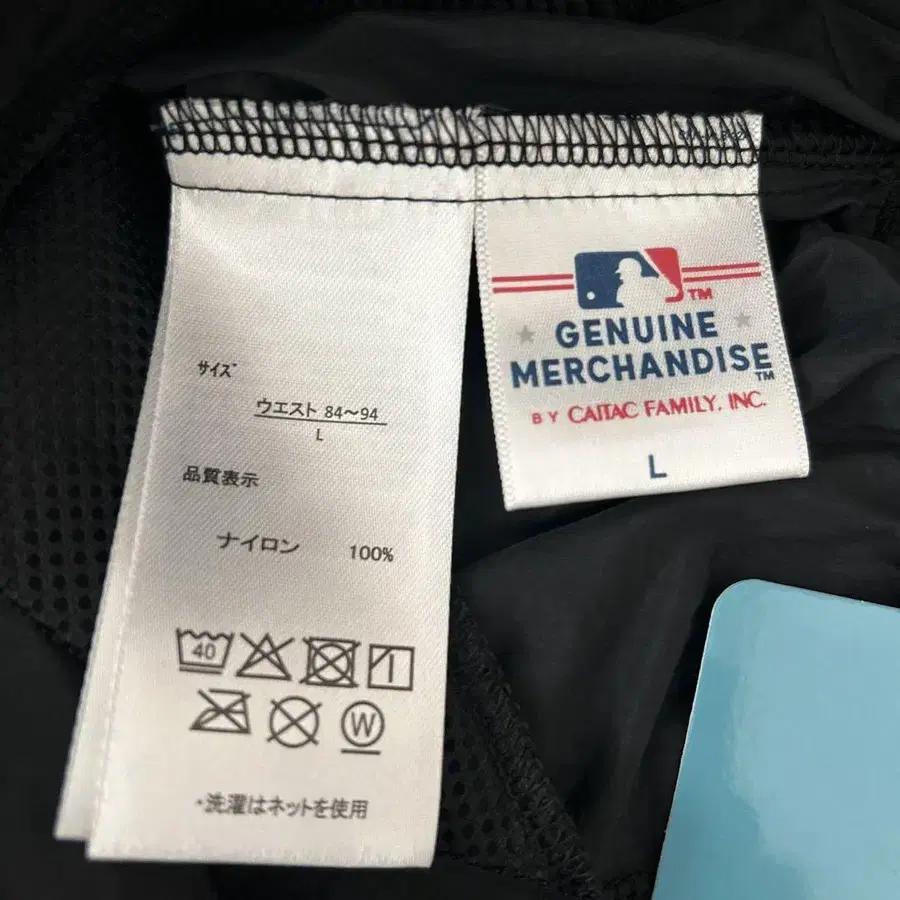 サイズ
ウエスト 84～94
L
品質表示
ナイロン 100%
40
W
・洗濯はネットを使用
TM
GENUINE
MERCHANDISE TM
BY CAITAC FAMILY, INC.
L